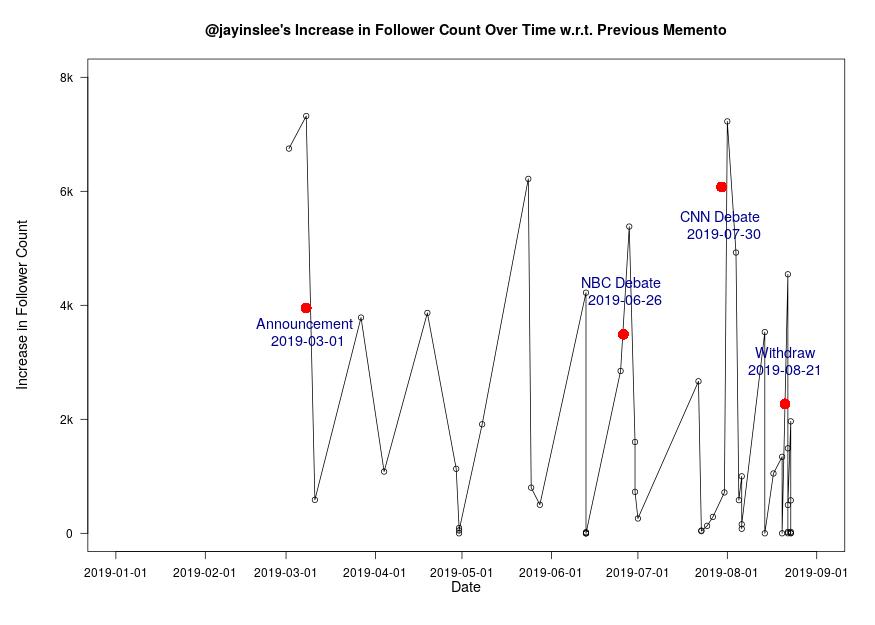 @jayinslee's Increase in Follower Count Over Time w.r.t. Previous Memento
8k
6k
4k
2k
0
Increase in Follower Count
Announcement
2019-03-01
NBC Debate
2019-06-26
CNN Debate
2019-07-30
Withdraw
2019-08-21
2019-01-01 2019-02-01 2019-03-01 2019-04-01 2019-05-01 2019-06-01 2019-07-01 2019-08-01 2019-09-01
Date